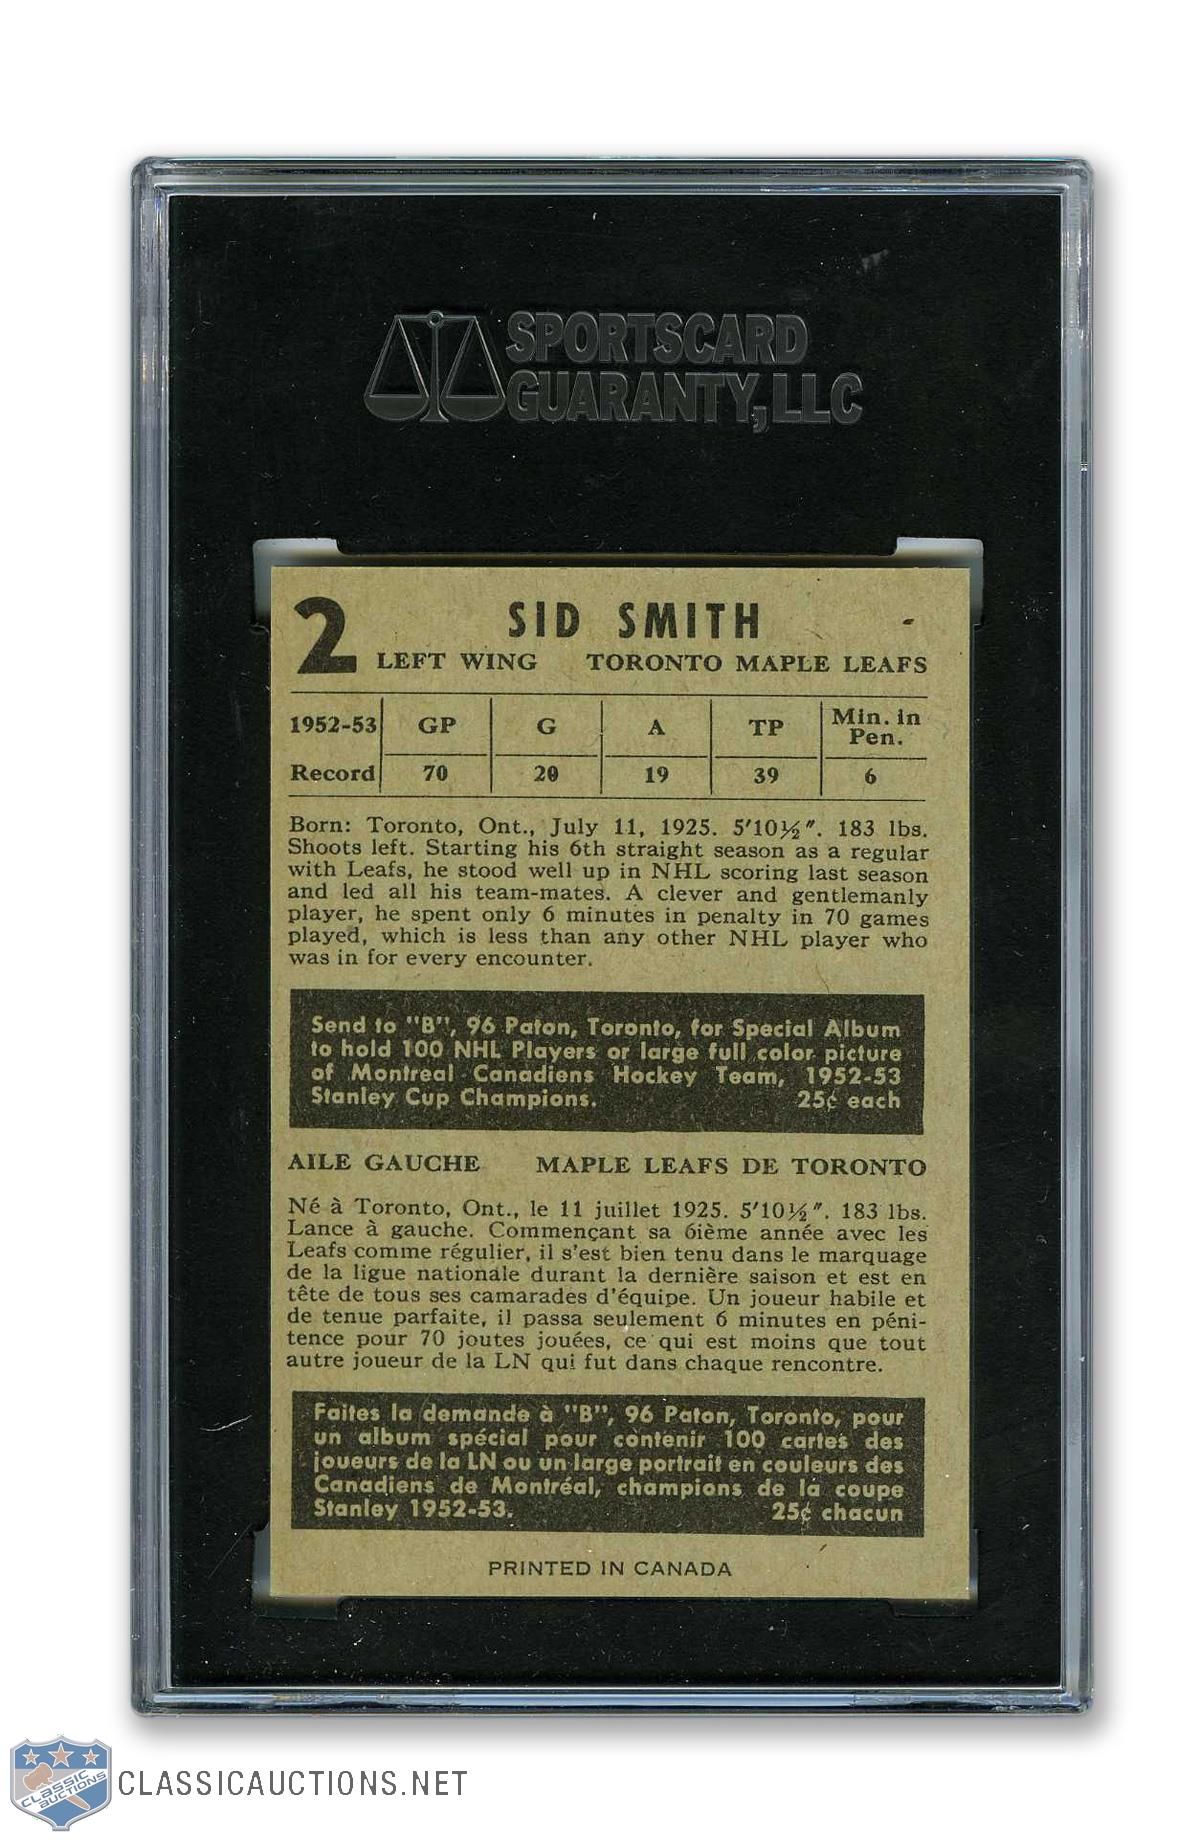 SPORTSCARD
GUARANTY, LLC
2 SID SMITH
LEFT WING TORONTO MAPLE LEAFS
1952-53 GP G A TP Min. in Pen.
Record 70 20 19 39 6
Born: Toronto, Ont., July 11, 1925. 5'10½". 183 lbs.
Shoots left. Starting his 6th straight season as a regular
with Leafs, he stood well up in NHL scoring last season
and led all his team-mates. A clever and gentlemanly
player, he spent only 6 minutes in penalty in 70 games
played, which is less than any other NHL player who
was in for every encounter.
Send to "B", 96 Paton, Toronto, for Special Album
to hold 100 NHL Players or large full color picture
of Montreal Canadiens Hockey Team, 1952-53
Stanley Cup Champions. 25¢ each
AILE GAUCHE MAPLE LEAFS DE TORONTO
Né à Toronto, Ont., le 11 juillet 1925. 5'10½". 183 lbs.
Lance à gauche. Commençant sa 6ième année avec les
Leafs comme régulier, il s'est bien tenu dans le marquage
de la ligue nationale durant la dernière saison et est en
tête de tous ses camarades d'équipe. Un joueur habile et
de tenue parfaite, il passa seulement 6 minutes en péni-
tence pour 70 joutes jouées, ce qui est moins que tout
autre joueur de la LN qui fut dans chaque rencontre.
Faites la demande à "B", 96 Paton, Toronto, pour
un album spécial pour contenir 100 cartes des
joueurs de la LN ou un large portrait en couleurs des
Canadiens de Montréal, champions de la coupe
Stanley 1952-53. 25¢ chacun
PRINTED IN CANADA
CLASSIC
AUCTIONS
CLASSICAUCTIONS.NET